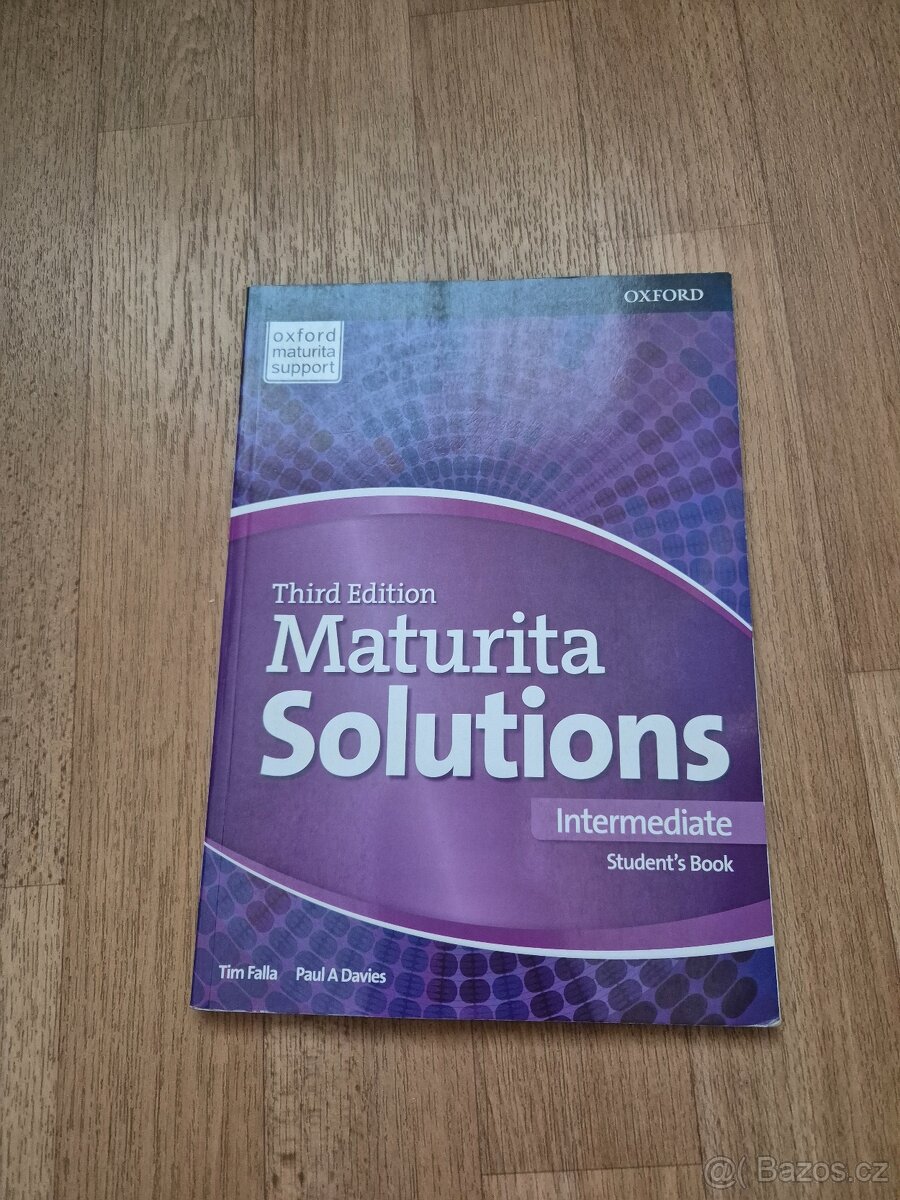 OXFORD
oxford
maturita
support
Third Edition
Maturita
Solutions
Intermediate
Student's Book
Tim Falla Paul A Davies
@( Bazos.cz